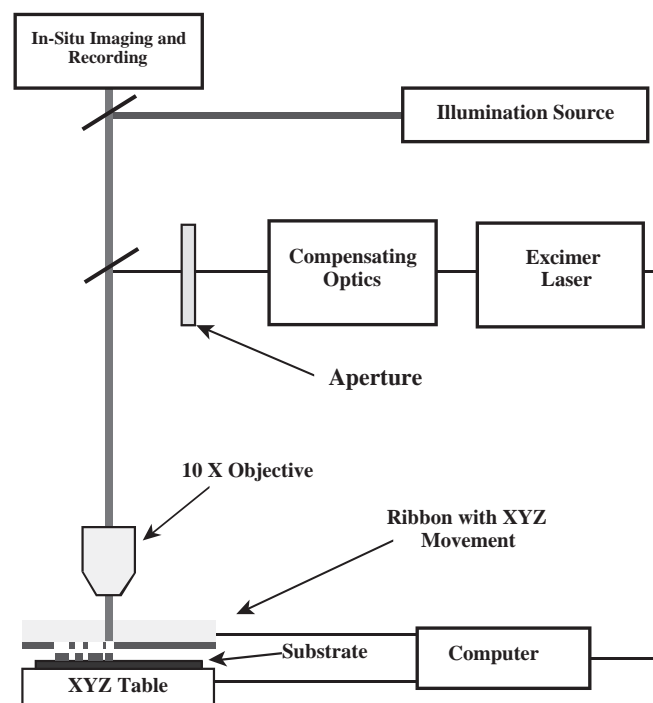 In-Situ Imaging and
Recording
Illumination Source
Compensating
Optics
Excimer
Laser
Aperture
10 X Objective
Ribbon with XYZ
Movement
Substrate
Computer
XYZ Table